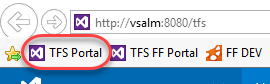 http://vsalm:8080/tfs
TFS Portal TFS FF Portal FF DEV